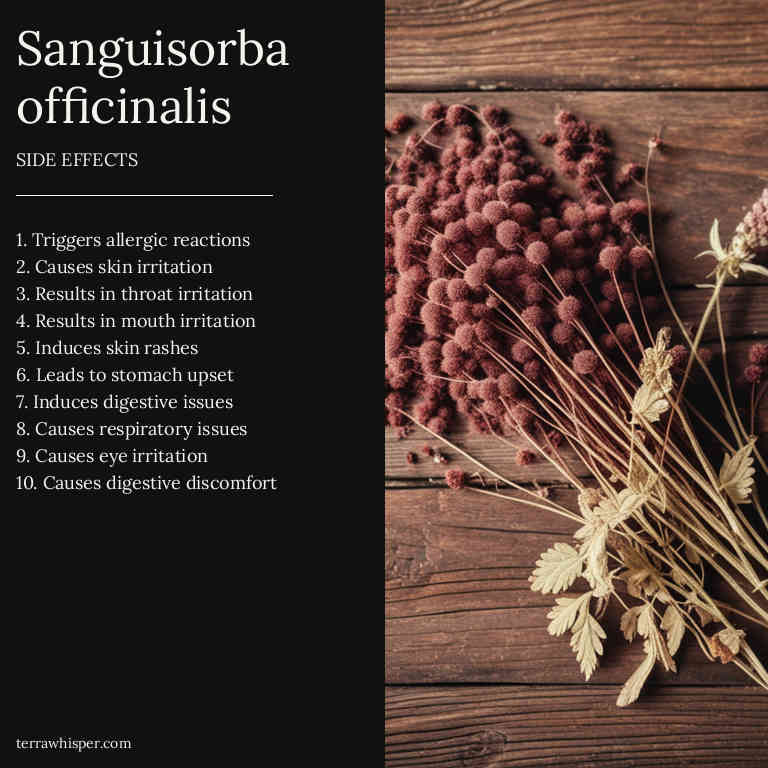 Sanguisorba
officinalis
SIDE EFFECTS
1. Triggers allergic reactions
2. Causes skin irritation
3. Results in throat irritation
4. Results in mouth irritation
5. Induces skin rashes
6. Leads to stomach upset
7. Induces digestive issues
8. Causes respiratory issues
9. Causes eye irritation
10. Causes digestive discomfort
terrawhisper.com